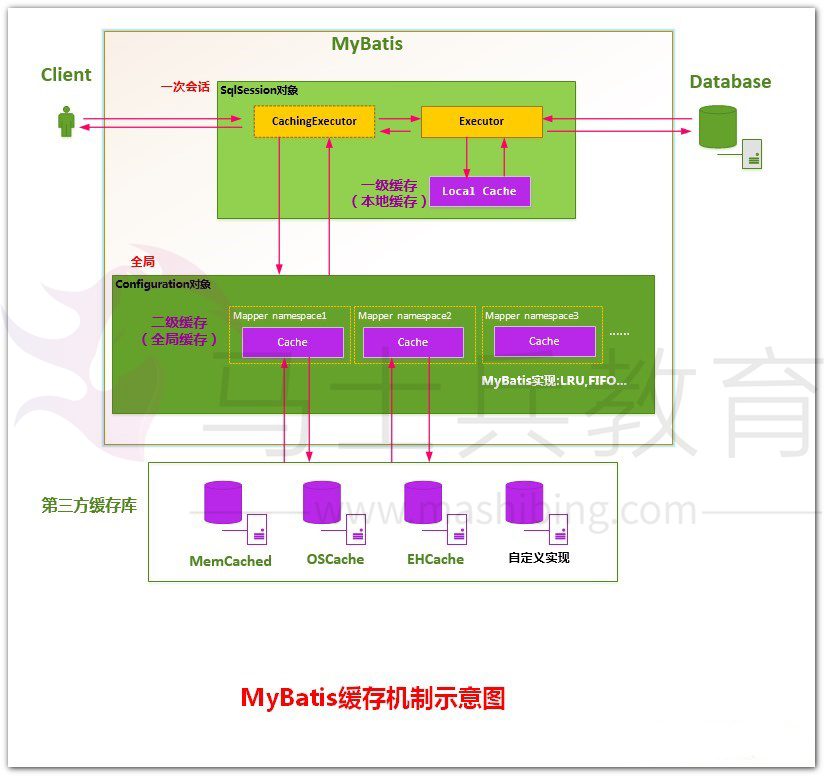 MyBatis
Client
Database
一次会话
SqlSession对象
CachingExecutor
Executor
一级缓存
（本地缓存）
Local Cache
全局
Configuration对象
二级缓存
（全局缓存）
Mapper namespace1
Cache
Mapper namespace2
Cache
Mapper namespace3
Cache
......
MyBatis实现:LRU,FIFO...
马士兵教育
www.mashibing.com
第三方缓存库
MemCached
OSCache
EHCache
自定义实现
MyBatis缓存机制示意图